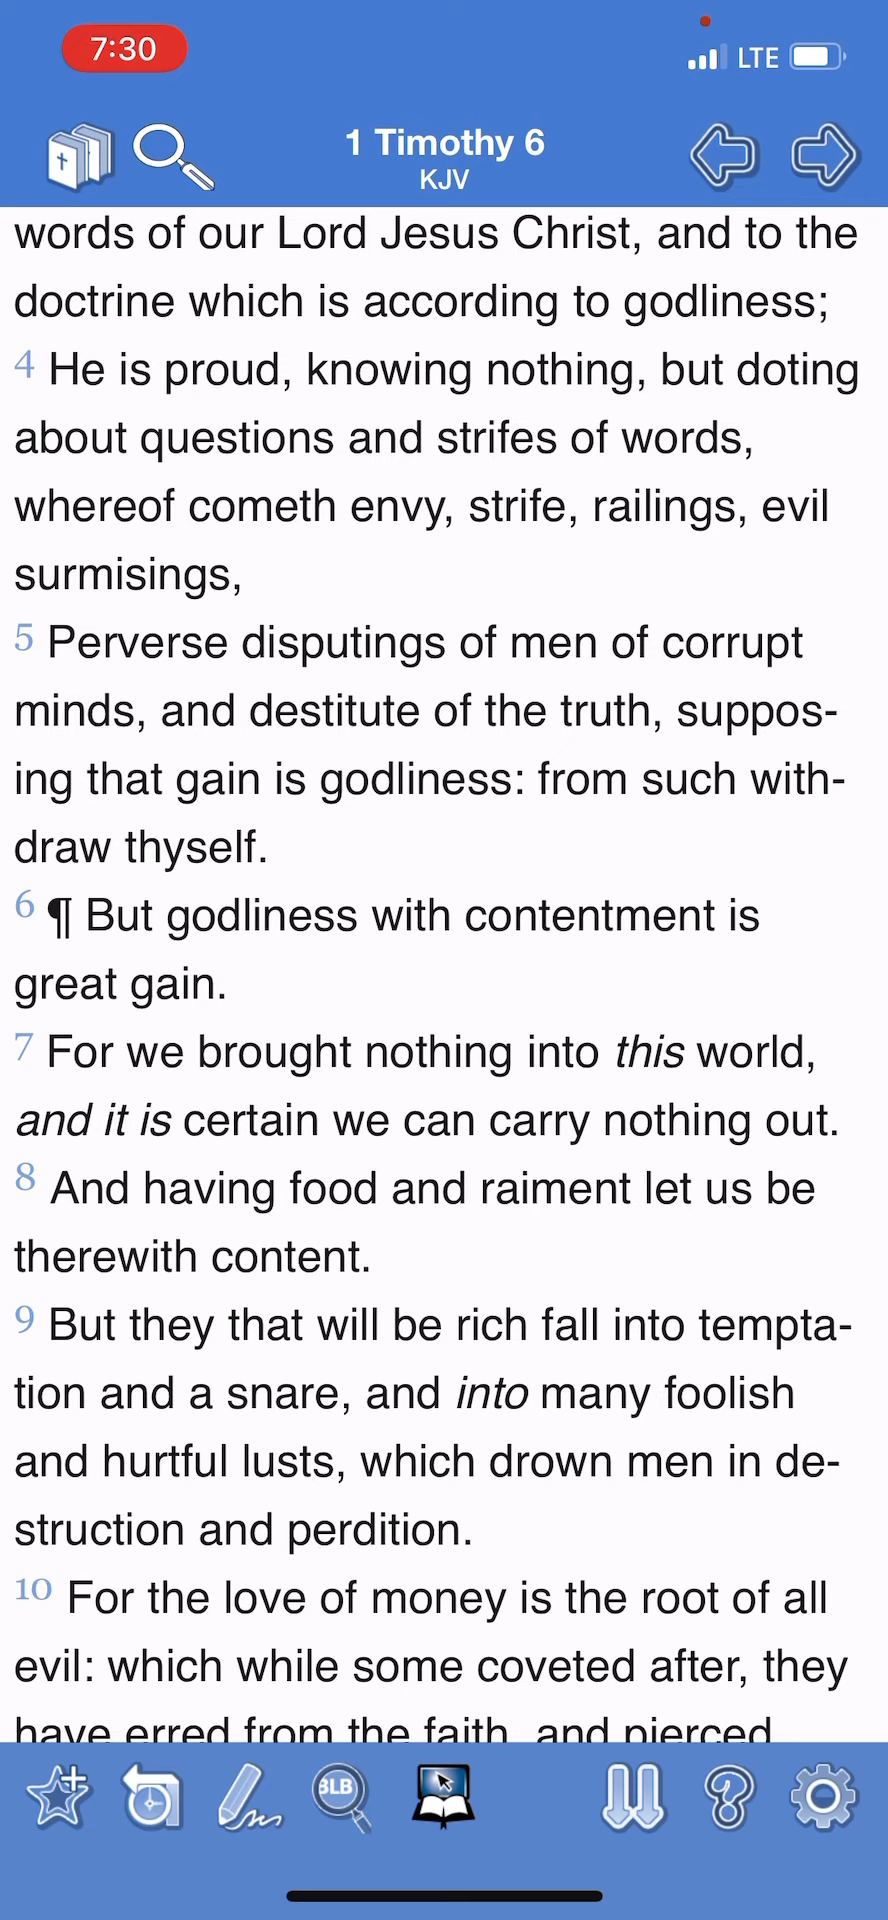 7:30
LTE
1 Timothy 6
KJV
words of our Lord Jesus Christ, and to the
doctrine which is according to godliness;
4 He is proud, knowing nothing, but doting
about questions and strifes of words,
whereof cometh envy, strife, railings, evil
surmisings,
5 Perverse disputings of men of corrupt
minds, and destitute of the truth, suppos-
ing that gain is godliness: from such with-
draw thyself.
6 ¶ But godliness with contentment is
great gain.
7 For we brought nothing into this world,
and it is certain we can carry nothing out.
8 And having food and raiment let us be
therewith content.
9 But they that will be rich fall into tempta-
tion and a snare, and into many foolish
and hurtful lusts, which drown men in de-
struction and perdition.
10 For the love of money is the root of all
evil: which while some coveted after, they
have erred from the faith, and pierced
BLB